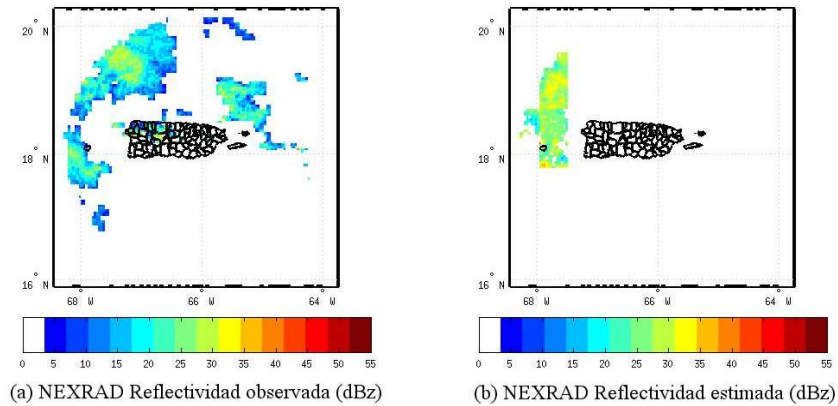 20° N
18° N
16° N
68° W
66° W
64° W
0 5 10 15 20 25 30 35 40 45 50 55
(a) NEXRAD Reflectividad observada (dBz)
20° N
18° N
16° N
68° W
66° W
64° W
0 5 10 15 20 25 30 35 40 45 50 55
(b) NEXRAD Reflectividad estimada (dBz)